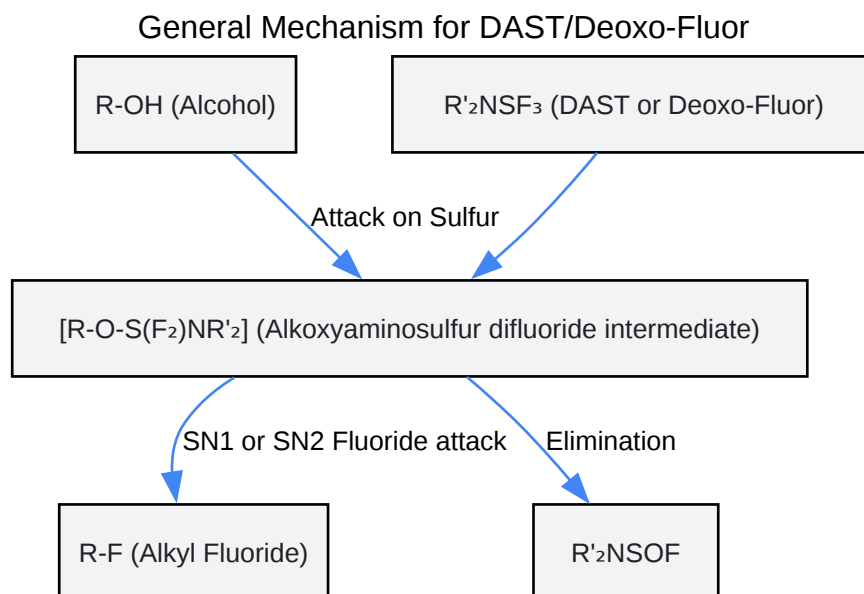 General Mechanism for DAST/Deoxo-Fluor
R-OH (Alcohol)
R'₂NSF₃ (DAST or Deoxo-Fluor)
Attack on Sulfur
[R-O-S(F₂)NR'₂] (Alkoxyaminosulfur difluoride intermediate)
SN1 or SN2 Fluoride attack
Elimination
R-F (Alkyl Fluoride)
R'₂NSOF